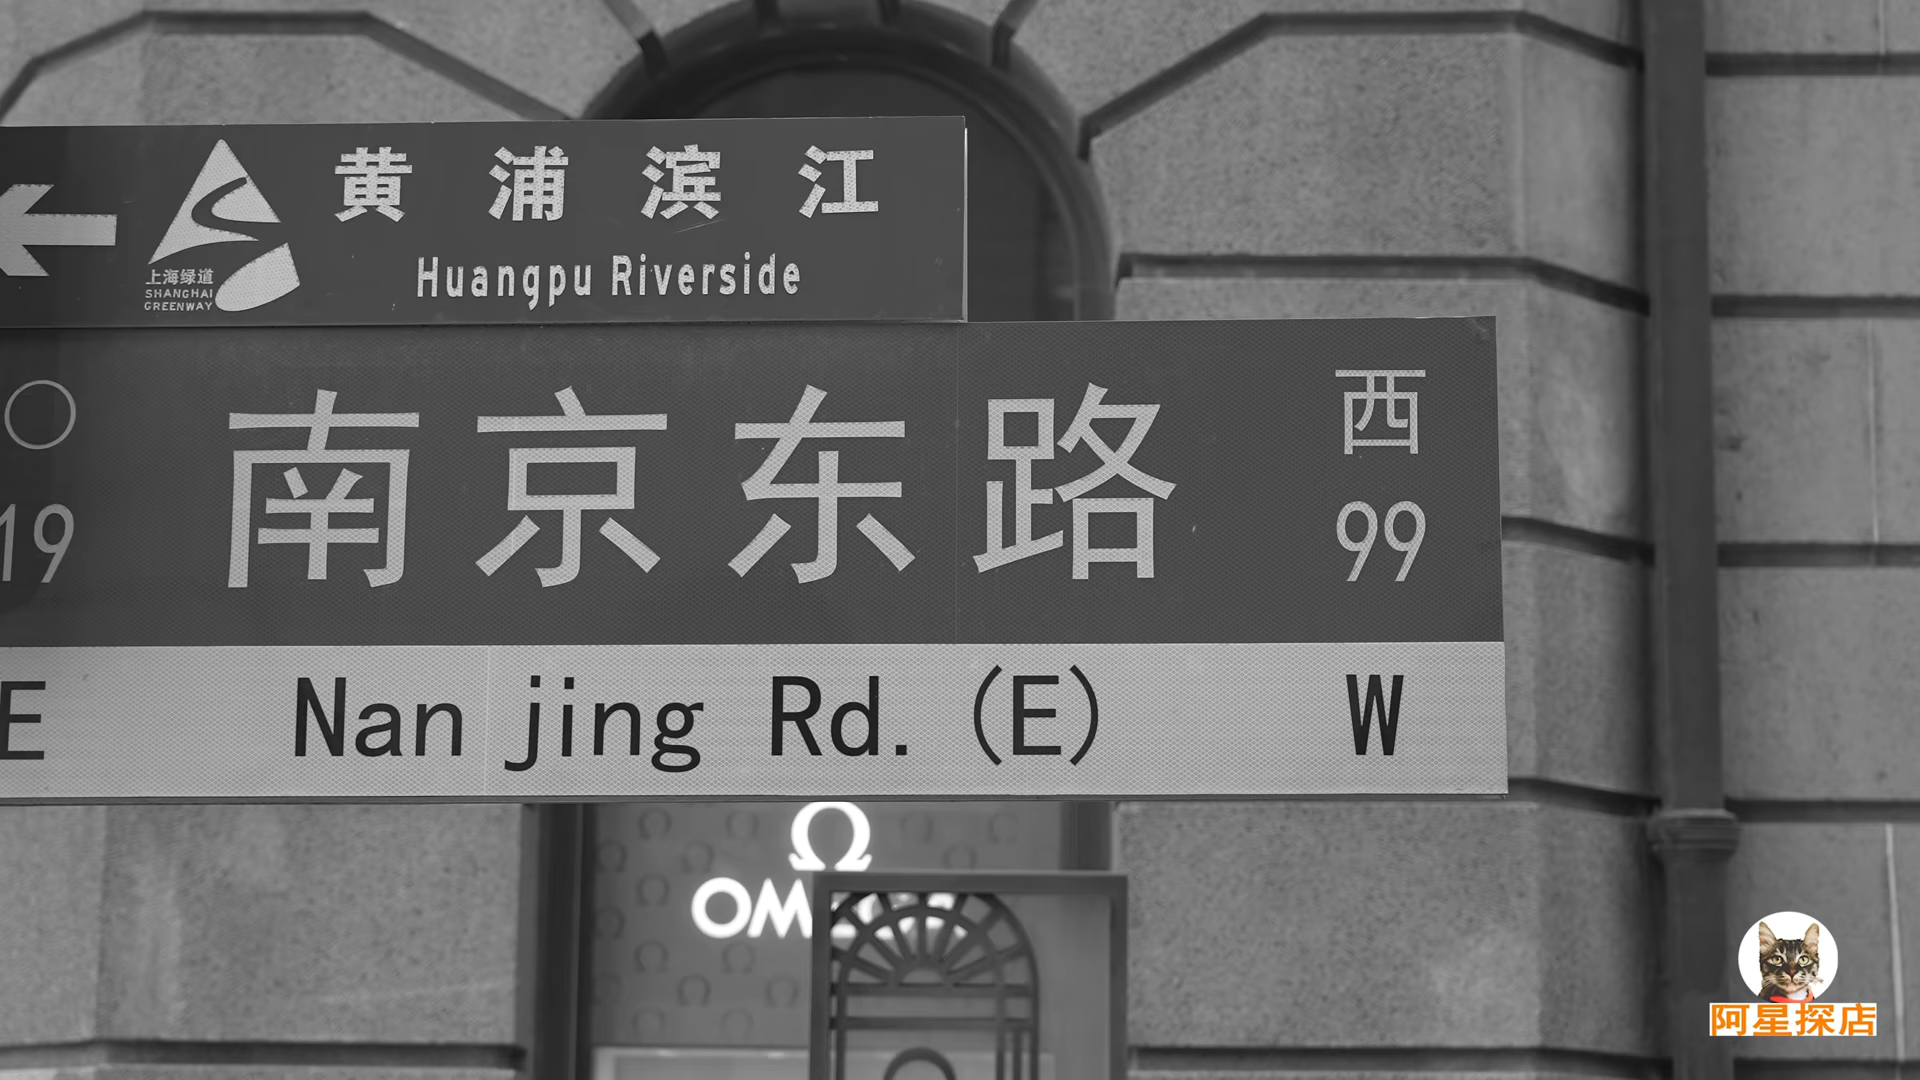 黄浦滨江
Huangpu Riverside
上海绿道
SHANGHAI
GREENWAY
南京东路
西
19
99
E
Nan jing Rd. (E)
W
OM
阿星探店